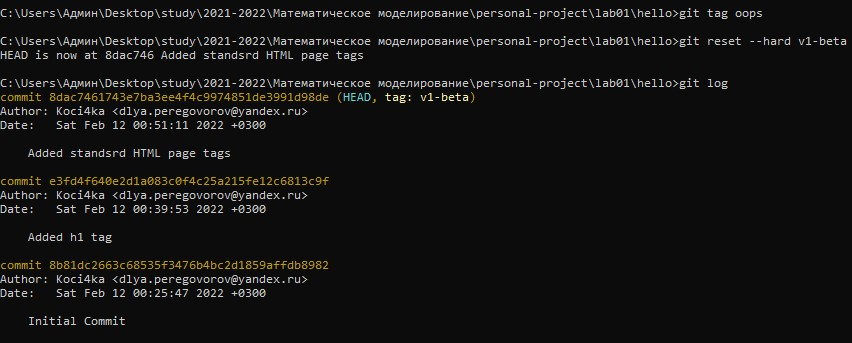 C:\Users\Админ\Desktop\study\2021-2022\Математическое моделирование\personal-project\lab01\hello>git tag oops
C:\Users\Админ\Desktop\study\2021-2022\Математическое моделирование\personal-project\lab01\hello>git reset --hard v1-beta
HEAD is now at 8dac746 Added standsrd HTML page tags
C:\Users\Админ\Desktop\study\2021-2022\Математическое моделирование\personal-project\lab01\hello>git log
commit 8dac7461743e7ba3ee4f4c9974851de3991d98de (HEAD, tag: v1-beta)
Author: Koci4ka <dlya.peregovorov@yandex.ru>
Date:   Sat Feb 12 00:51:11 2022 +0300
Added standsrd HTML page tags
commit e3fd4f640e2d1a083c0f4c25a215fe12c6813c9f
Author: Koci4ka <dlya.peregovorov@yandex.ru>
Date:   Sat Feb 12 00:39:53 2022 +0300
Added h1 tag
commit 8b81dc2663c68535f3476b4bc2d1859affdb8982
Author: Koci4ka <dlya.peregovorov@yandex.ru>
Date:   Sat Feb 12 00:25:47 2022 +0300
Initial Commit